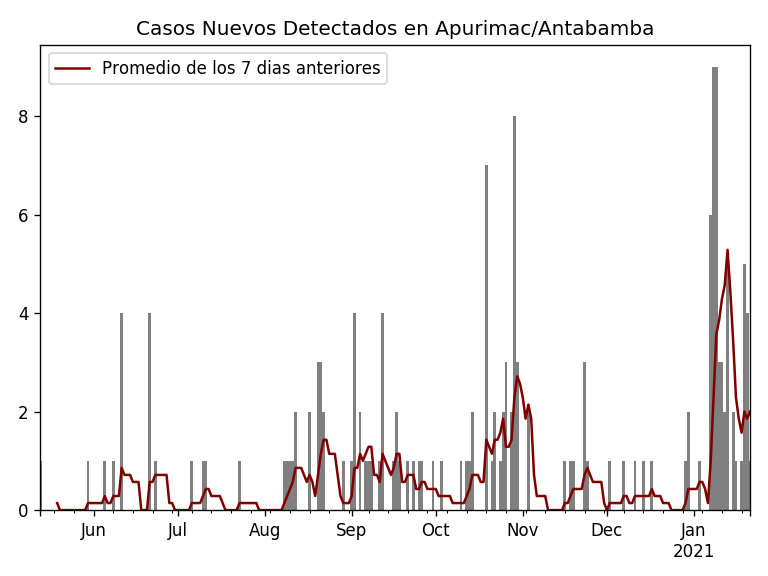 Casos Nuevos Detectados en Apurimac/Antabamba
Promedio de los 7 dias anteriores
8
6
4
2
0
Jun Jul Aug Sep Oct Nov Dec Jan
2021